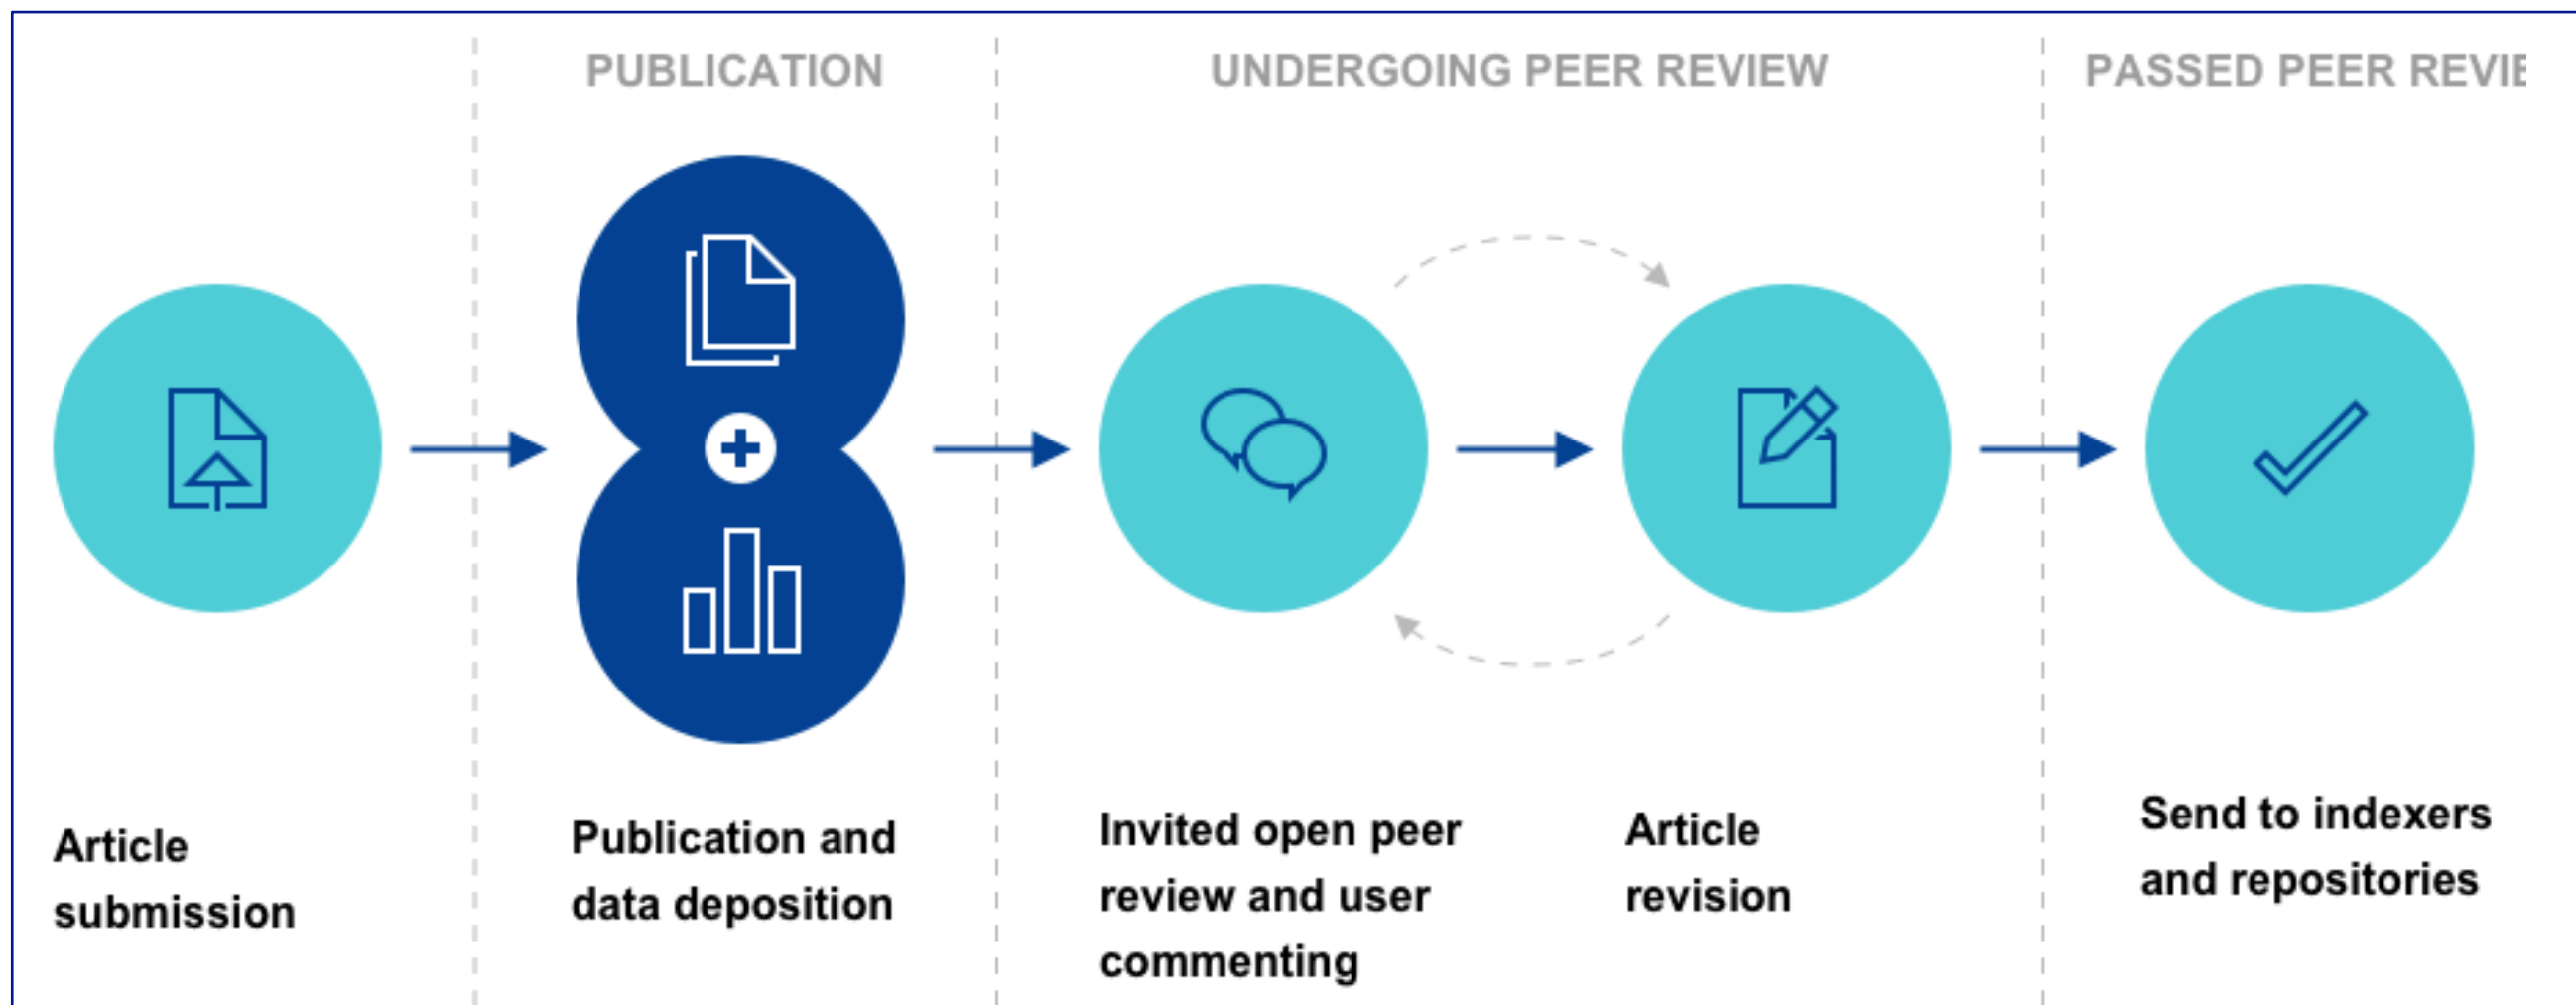 PUBLICATION
UNDERGOING PEER REVIEW
PASSED PEER REVIE
Article
submission
Publication and
data deposition
Invited open peer
review and user
commenting
Article
revision
Send to indexers
and repositories